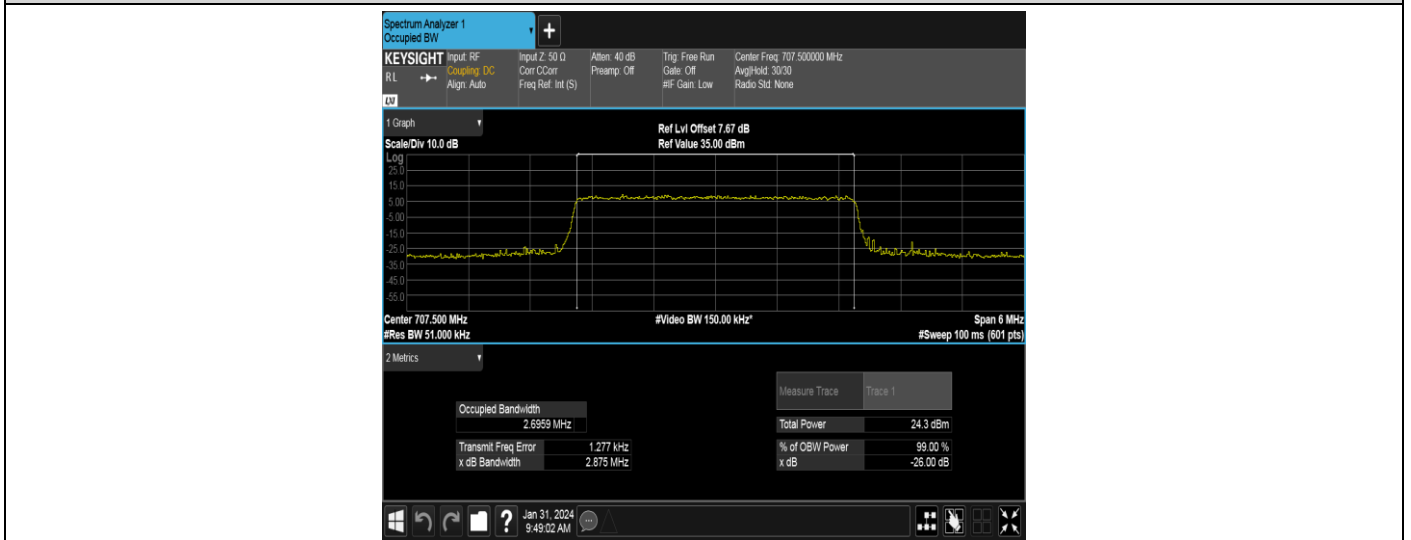 Spectrum Analyzer 1
Occupied BW
+
KEYSIGHT
RL
LXI
Input: RF
Coupling: DC
Align: Auto
Input Z: 50 Ω
Corr CCorr
Freq Ref: Int (S)
Atten: 40 dB
Preamp: Off
Trig: Free Run
Gate: Off
#IF Gain: Low
Center Freq: 707.500000 MHz
Avg|Hold: 30/30
Radio Std: None
1 Graph
Scale/Div 10.0 dB
Ref Lvl Offset 7.67 dB
Ref Value 35.00 dBm
Log
25.0
15.0
5.00
-5.00
-15.0
-25.0
-35.0
-45.0
-55.0
Center 707.500 MHz
#Video BW 150.00 kHz*
Span 6 MHz
#Res BW 51.000 kHz
#Sweep 100 ms (601 pts)
2 Metrics
Measure Trace Trace 1
Occupied Bandwidth
2.6959 MHz
Total Power 24.3 dBm
Transmit Freq Error 1.277 kHz
% of OBW Power 99.00 %
x dB Bandwidth 2.875 MHz
x dB -26.00 dB
?
Jan 31, 2024
9:49:02 AM